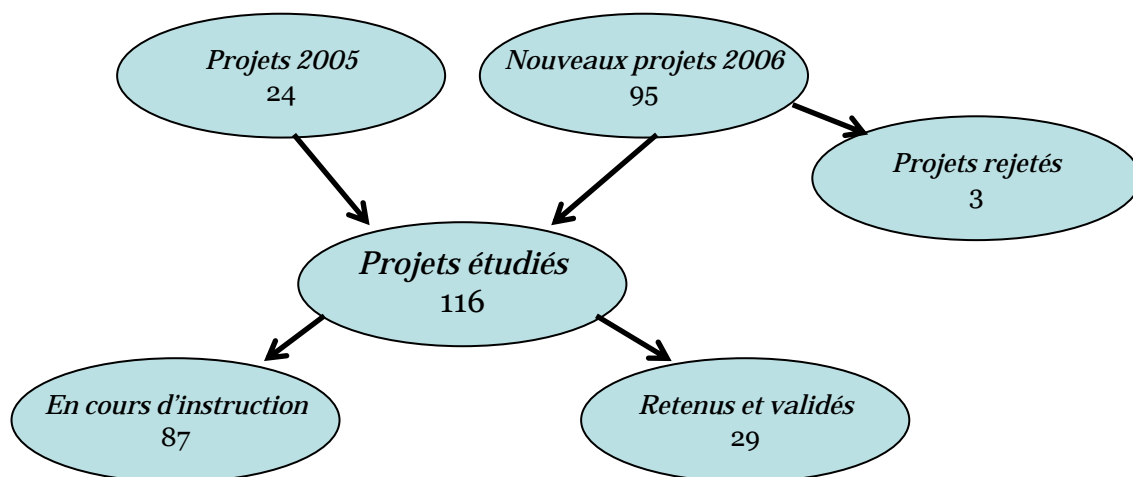 Projets 2005
24
Nouveaux projets 2006
95
Projets rejetés
3
Projets étudiés
116
En cours d'instruction
87
Retenus et validés
29